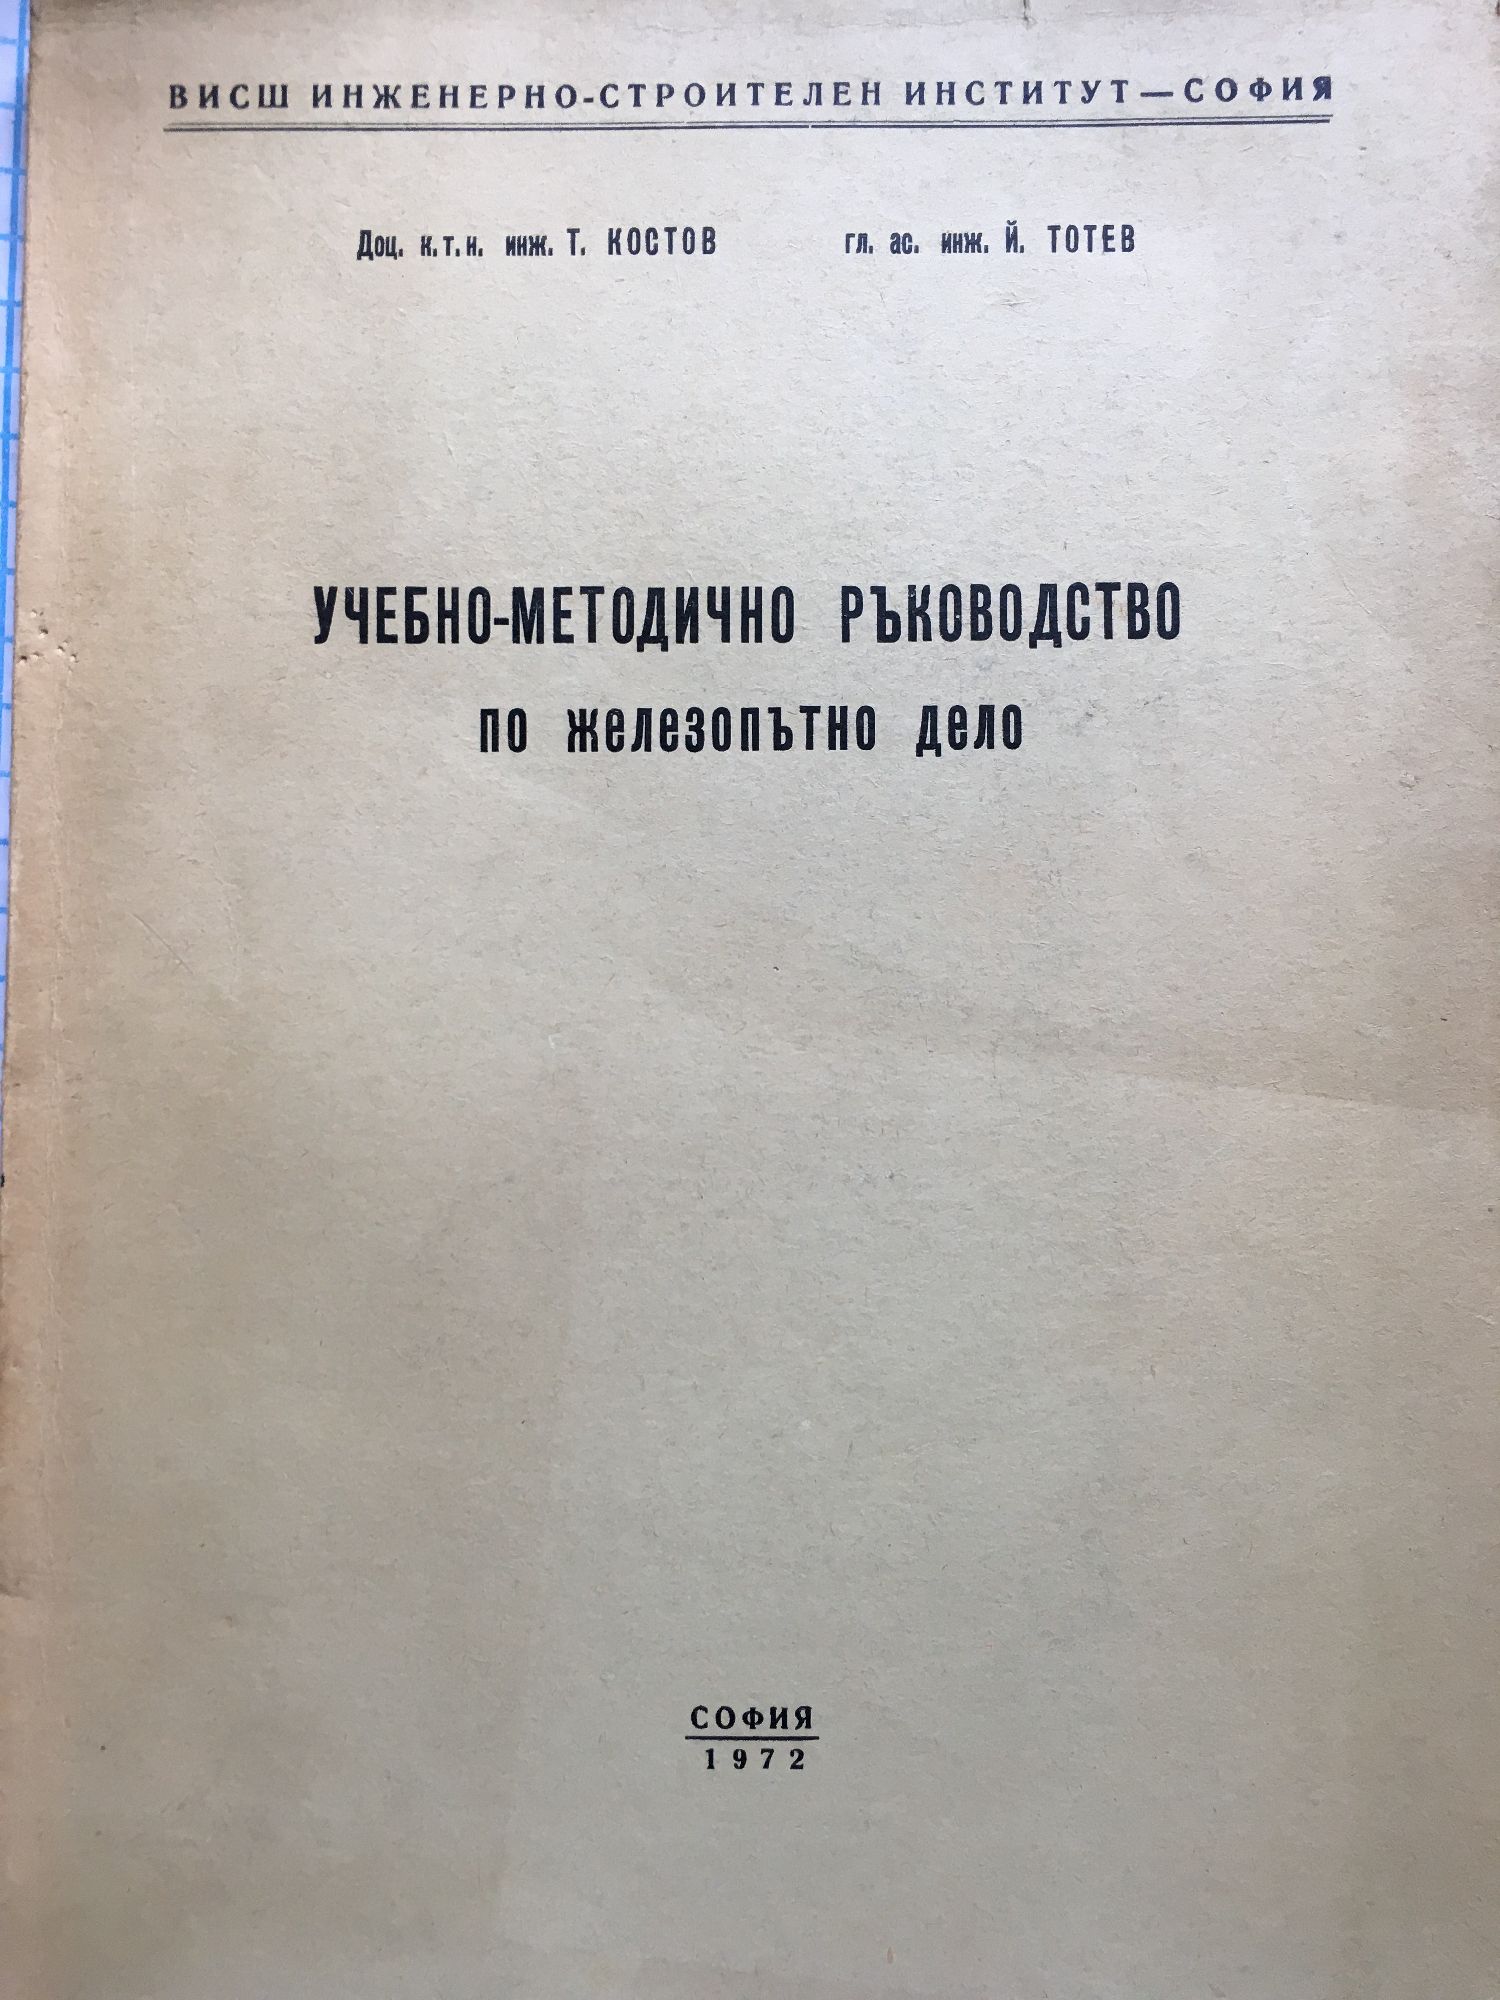 ВИСШ ИНЖЕНЕРНО-СТРОИТЕЛЕН ИНСТИТУТ — СОФИЯ
Доц. к.т.н. инж. Т. КОСТОВ гл. ас. инж. Й. ТОТЕВ
УЧЕБНО-МЕТОДИЧНО РЪКОВОДСТВО
по железопътно дело
СОФИЯ
1972